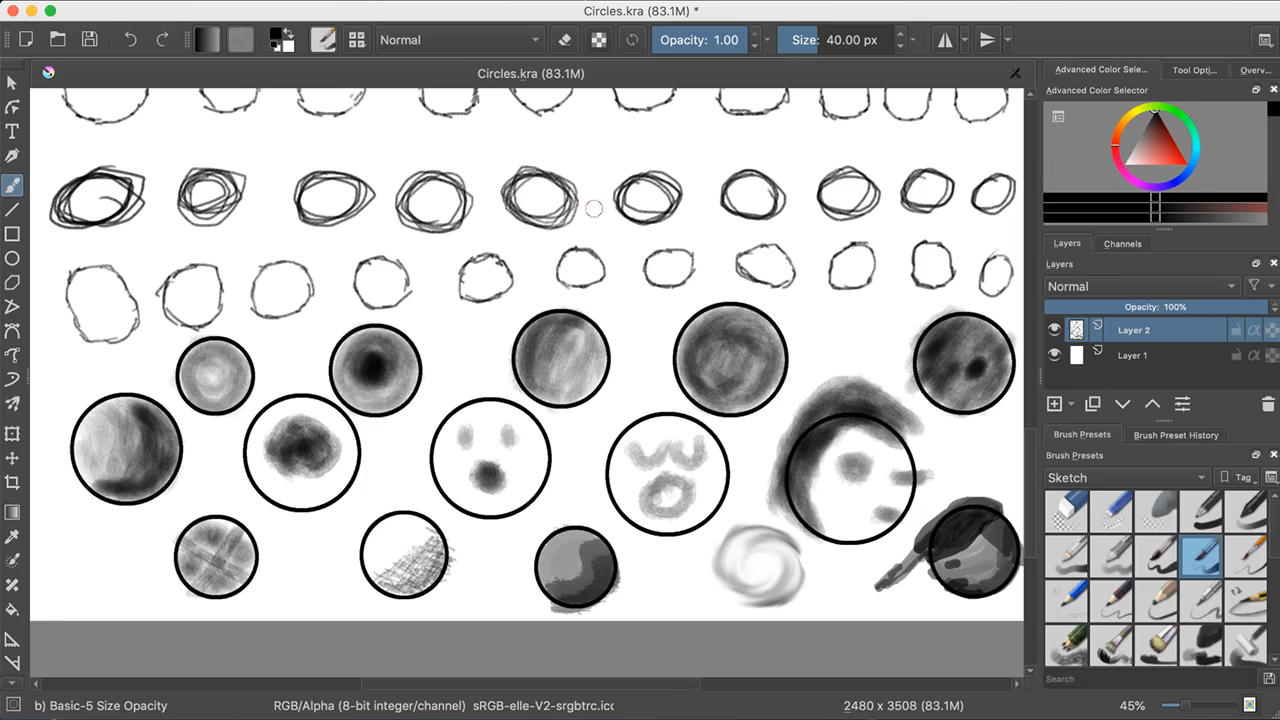 Circles.kra (83.1M) *
Normal
Opacity: 1.00
Size: 40.00 px
Circles.kra (83.1M)
Advanced Color Sele...
Tool Opti...
Overv...
Advanced Color Selector
Layers
Channels
Layers
Normal
Opacity: 100%
Layer 2
Layer 1
Brush Presets
Brush Preset History
Brush Presets
Sketch
Tag
Search
b) Basic-5 Size Opacity
RGB/Alpha (8-bit integer/channel) sRGB-elle-V2-srgbtrc.icc
2480 x 3508 (83.1M)
45%